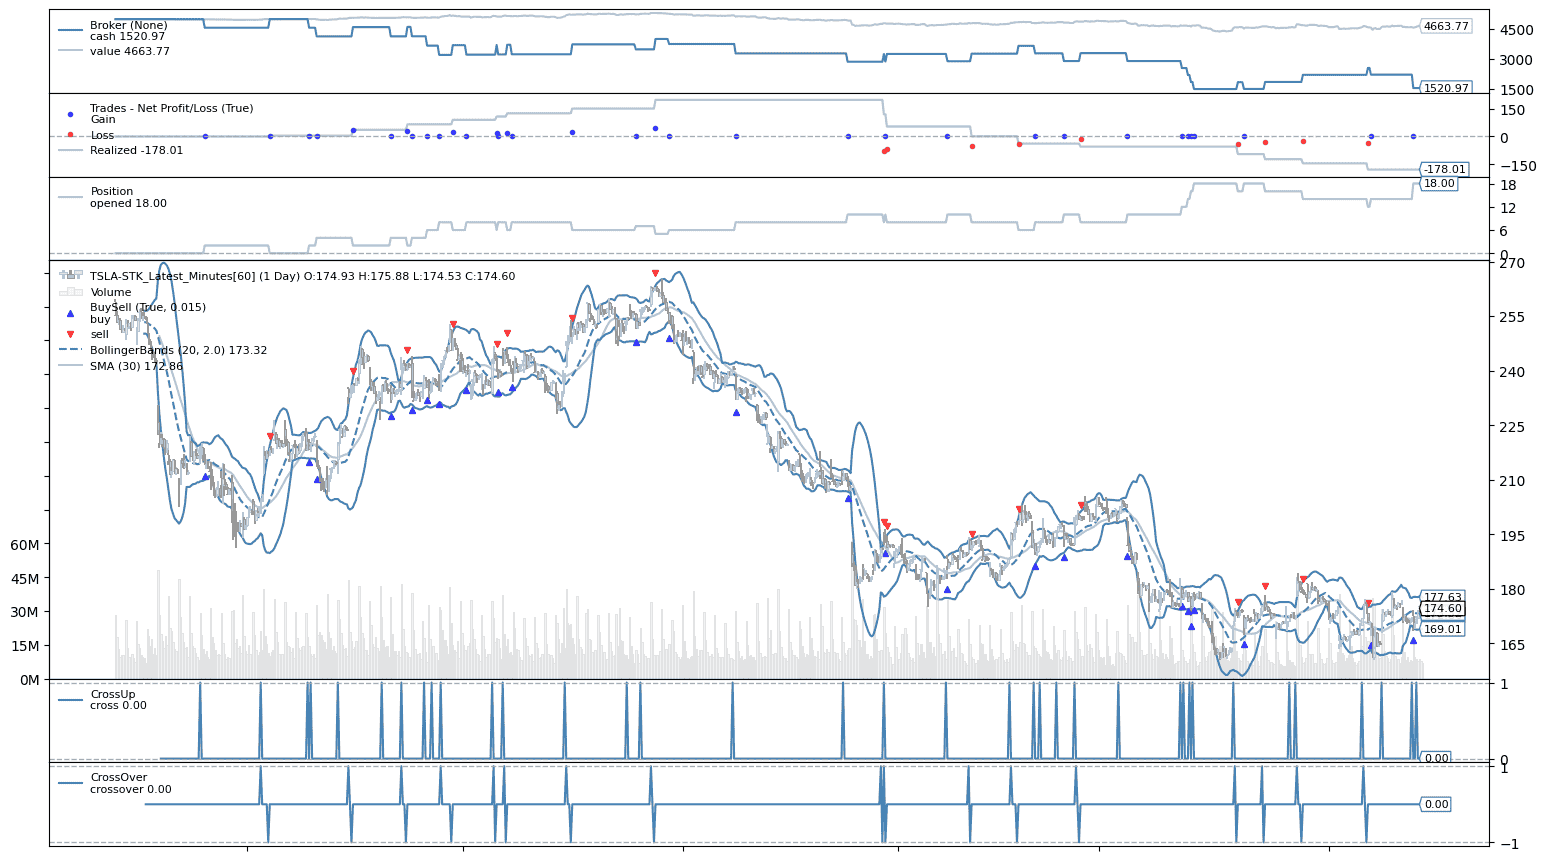 Broker (None)
cash 1520.97
value 4663.77
4663.77
1520.97
4500
3000
1500
Trades - Net Profit/Loss (True)
Gain
Loss
Realized -178.01
-178.01
150
0
−150
Position
opened 18.00
18.00
18
12
6
0
TSLA-STK_Latest_Minutes[60] (1 Day) O:174.93 H:175.88 L:174.53 C:174.60
Volume
BuySell (True, 0.015)
buy
sell
BollingerBands (20, 2.0) 173.32
SMA (30) 172.86
270
255
240
225
210
195
180
165
177.63
174.60
169.01
60M
45M
30M
15M
0M
CrossUp
cross 0.00
0.00
1
0
CrossOver
crossover 0.00
0.00
1
−1